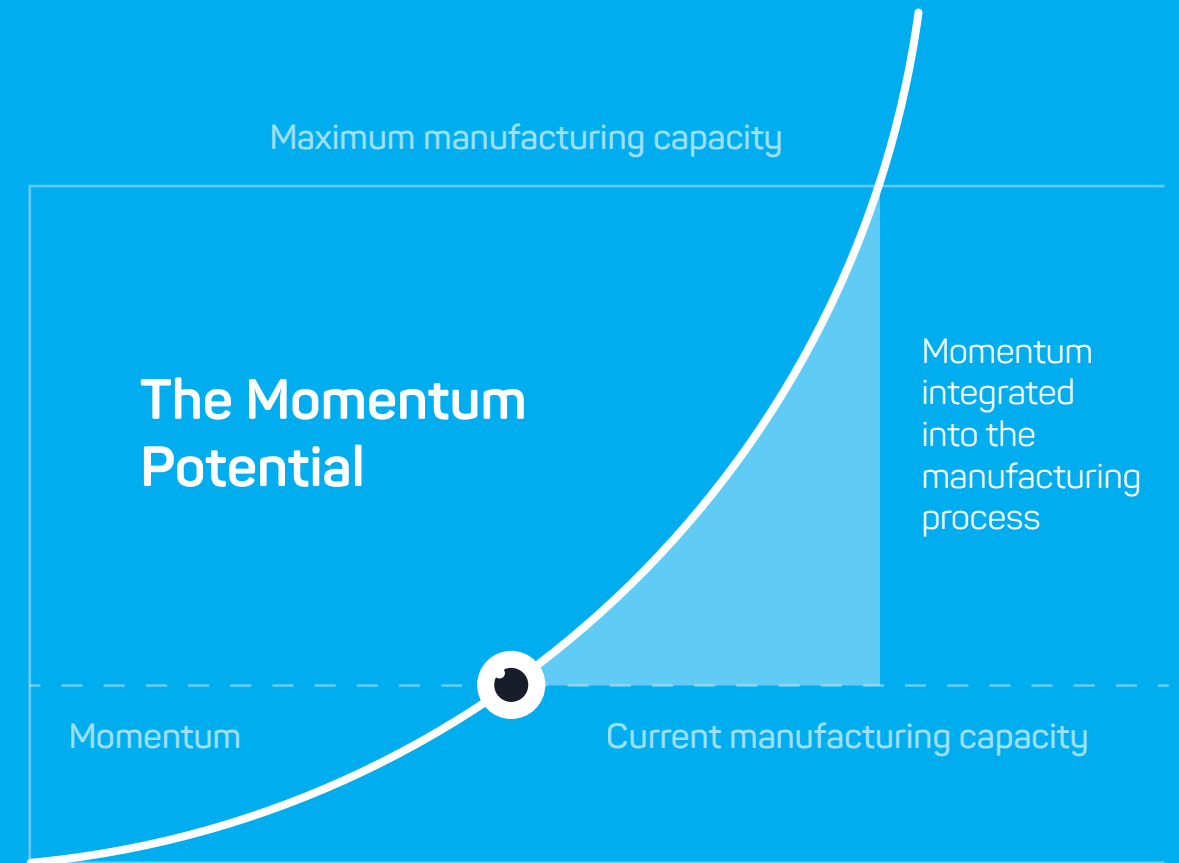 Maximum manufacturing capacity
The Momentum
Potential
Momentum
integrated
into the
manufacturing
process
Momentum
Current manufacturing capacity